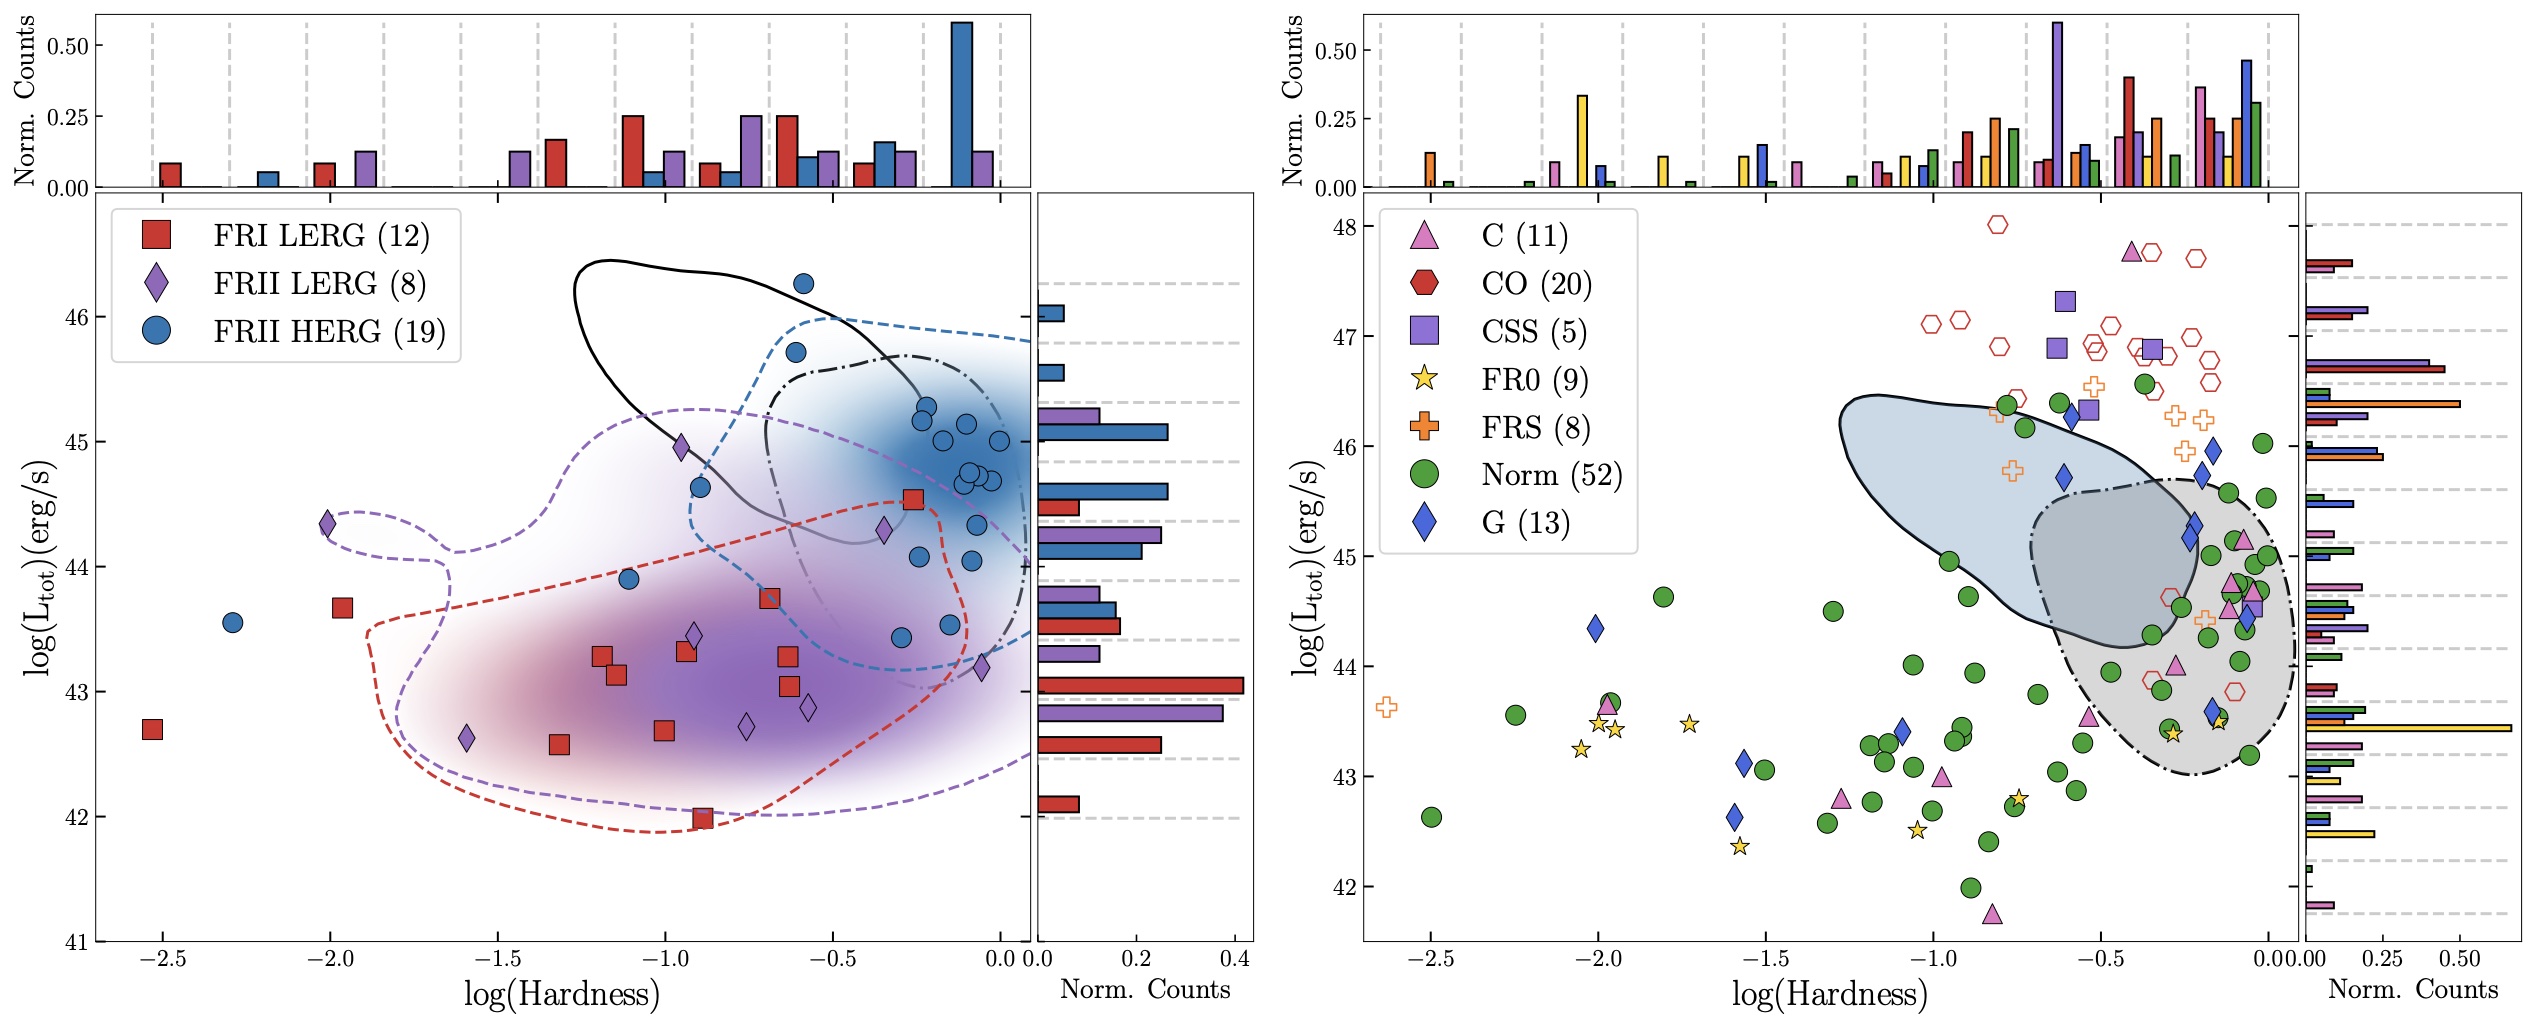 Norm. Counts
0.50
0.25
0.00
FRI LERG (12)
FRII LERG (8)
FRII HERG (19)
log(Ltot)(erg/s)
46
45
44
43
42
41
−2.5 −2.0 −1.5 −1.0 −0.5 0.0
log(Hardness)
0.0 0.2 0.4
Norm. Counts
Norm. Counts
0.50
0.25
0.00
C (11)
CO (20)
CSS (5)
FR0 (9)
FRS (8)
Norm (52)
G (13)
log(Ltot)(erg/s)
48
47
46
45
44
43
42
−2.5 −2.0 −1.5 −1.0 −0.5 0.0
log(Hardness)
0.00 0.25 0.50
Norm. Counts